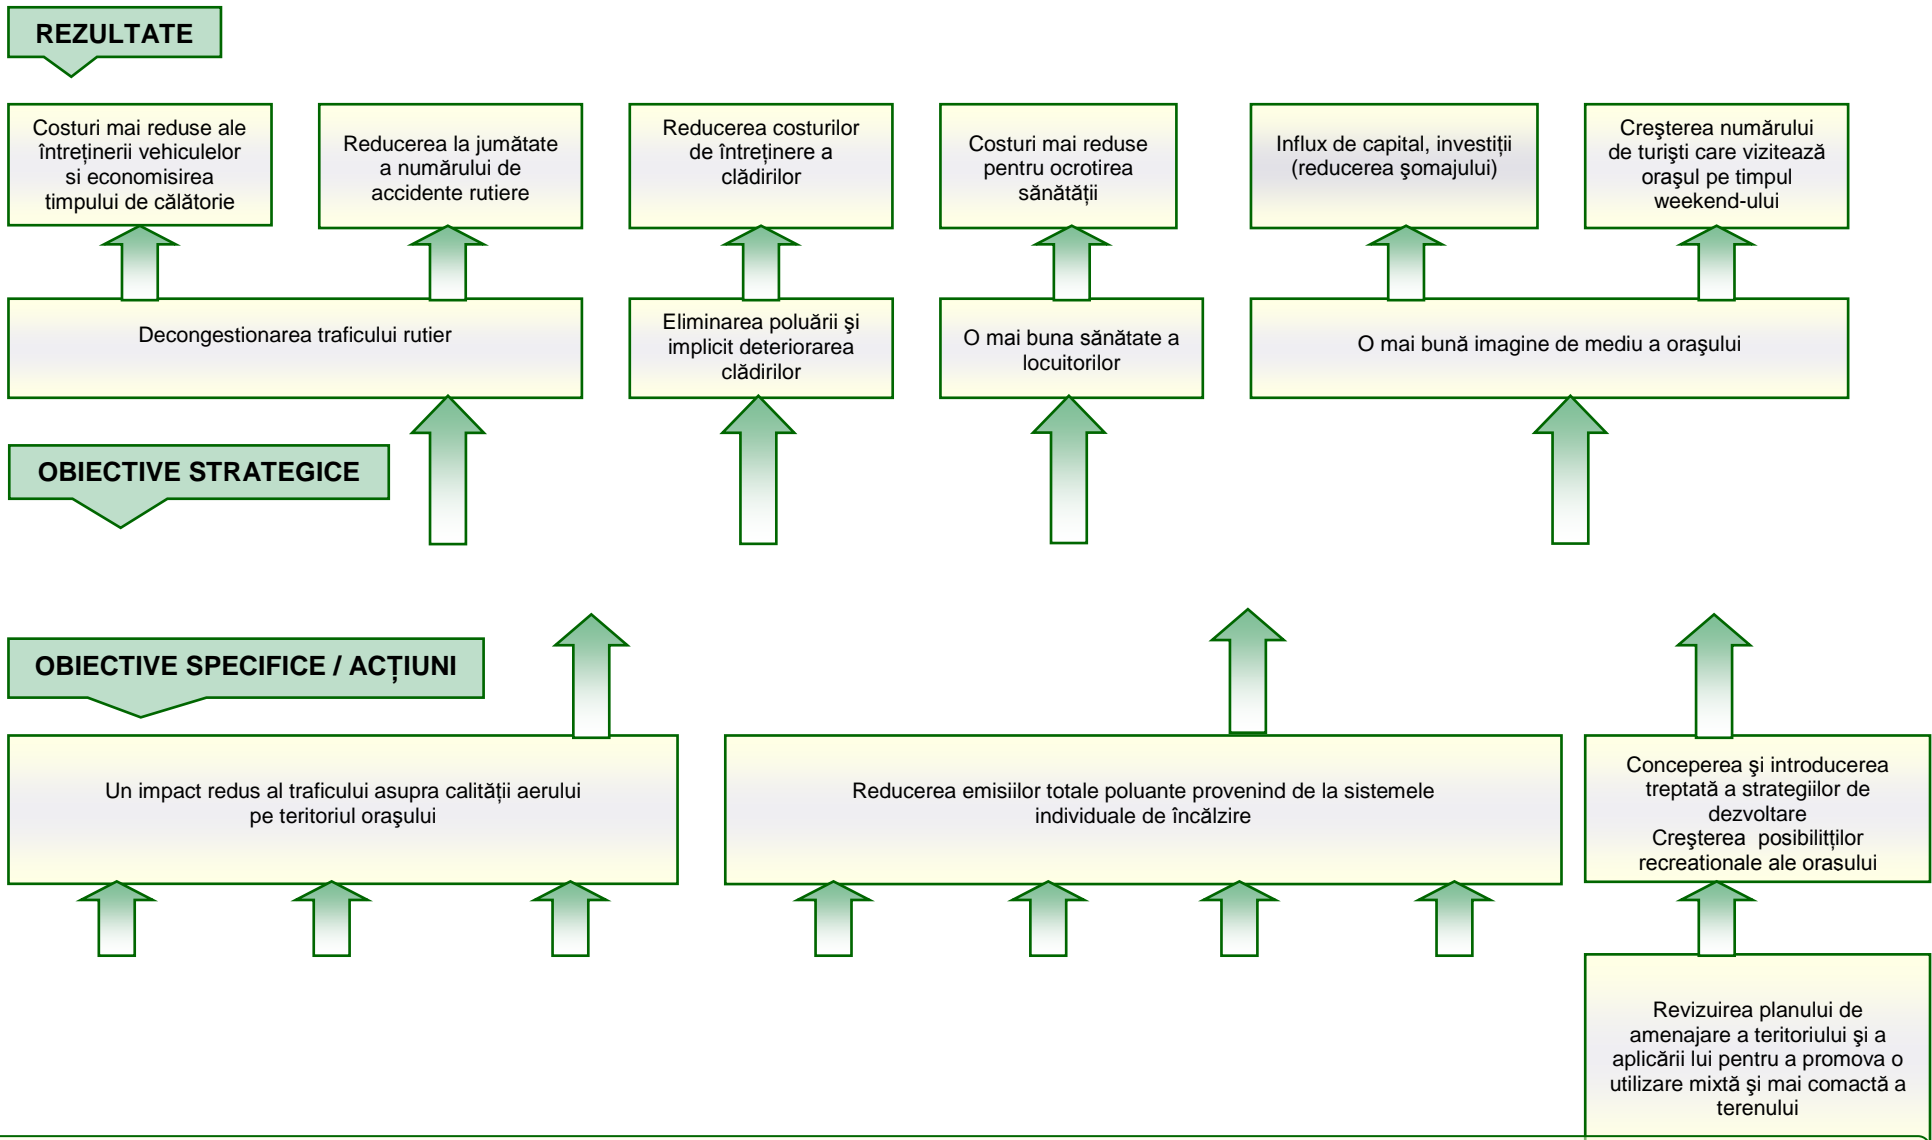 REZULTATE
Costuri mai reduse ale
întreținerii vehiculelor
si economisirea
timpului de călătorie
Reducerea la jumătate
a numărului de
accidente rutiere
Reducerea costurilor
de întreținere a
clădirilor
Costuri mai reduse
pentru ocrotirea
sănătății
Influx de capital, investiții
(reducerea şomajului)
Creşterea numărului
de turişti care vizitează
oraşul pe timpul
weekend-ului
Decongestionarea traficului rutier
Eliminarea poluării şi
implicit deteriorarea
clădirilor
O mai buna sănătate a
locuitorilor
O mai bună imagine de mediu a oraşului
OBIECTIVE STRATEGICE
OBIECTIVE SPECIFICE / ACȚIUNI
Un impact redus al traficului asupra calității aerului
pe teritoriul oraşului
Reducerea emisiilor totale poluante provenind de la sistemele
individuale de încălzire
Conceperea şi introducerea
treptată a strategiilor de
dezvoltare
Creşterea  posibilitților
recreationale ale orasului
Revizuirea planului de
amenajare a teritoriului şi a
aplicării lui pentru a promova o
utilizare mixtă şi mai comactă a
terenului